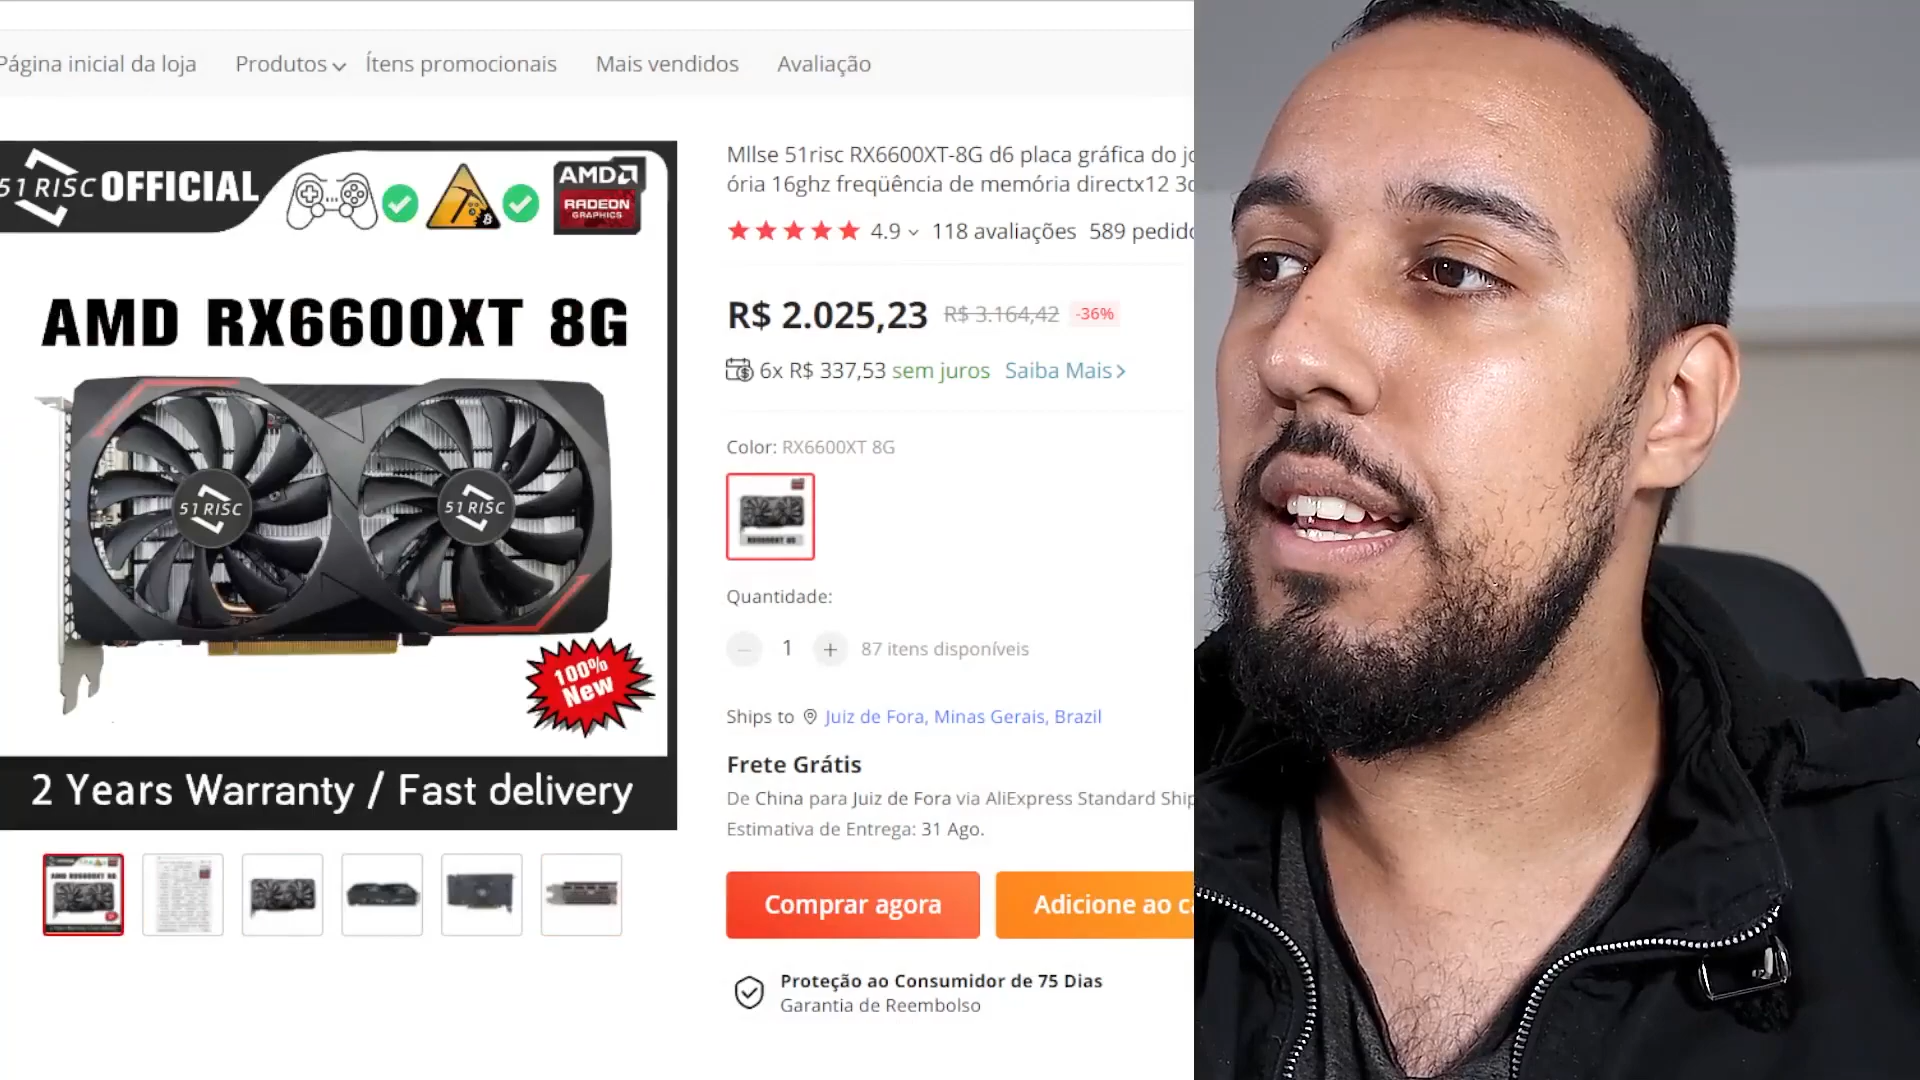 Página inicial da loja
Produtos
Ítens promocionais
Mais vendidos
Avaliação
51 RISC OFFICIAL
AMD
RADEON
GRAPHICS
AMD RX6600XT 8G
51 RISC
51 RISC
100%
New
2 Years Warranty / Fast delivery
Mllse 51risc RX6600XT-8G d6 placa gráfica do jo
ória 16ghz freqüência de memória directx12 3d
4.9 118 avaliações 589 pedido
R$ 2.025,23 R$ 3.164,42 -36%
6x R$ 337,53 sem juros Saiba Mais
Color: RX6600XT 8G
Quantidade:
1 87 itens disponíveis
Ships to Juiz de Fora, Minas Gerais, Brazil
Frete Grátis
De China para Juiz de Fora via AliExpress Standard Ship
Estimativa de Entrega: 31 Ago.
Comprar agora
Adicione ao ca
Proteção ao Consumidor de 75 Dias
Garantia de Reembolso